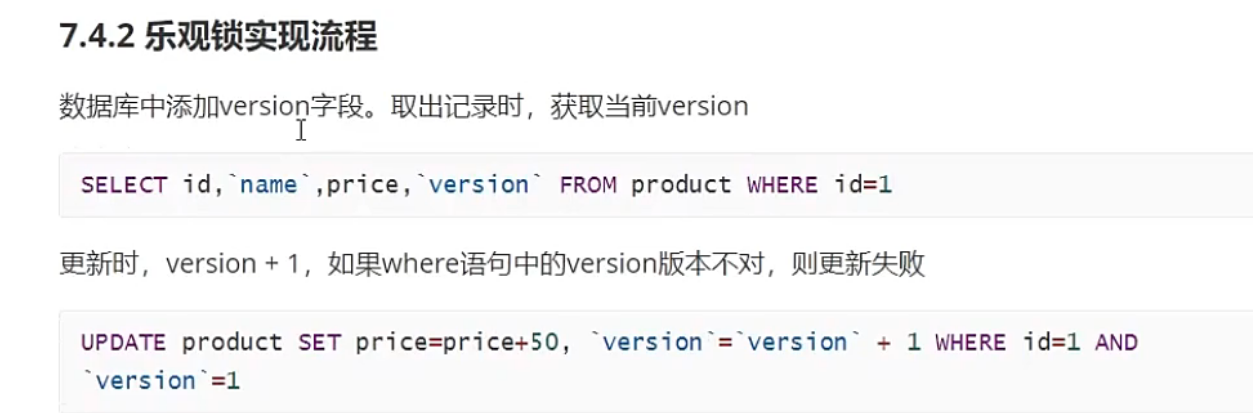 7.4.2 乐观锁实现流程
数据库中添加version字段。取出记录时，获取当前version
SELECT id,`name`,price,`version` FROM product WHERE id=1
更新时，version + 1，如果where语句中的version版本不对，则更新失败
UPDATE product SET price=price+50, `version`=`version` + 1 WHERE id=1 AND
`version`=1